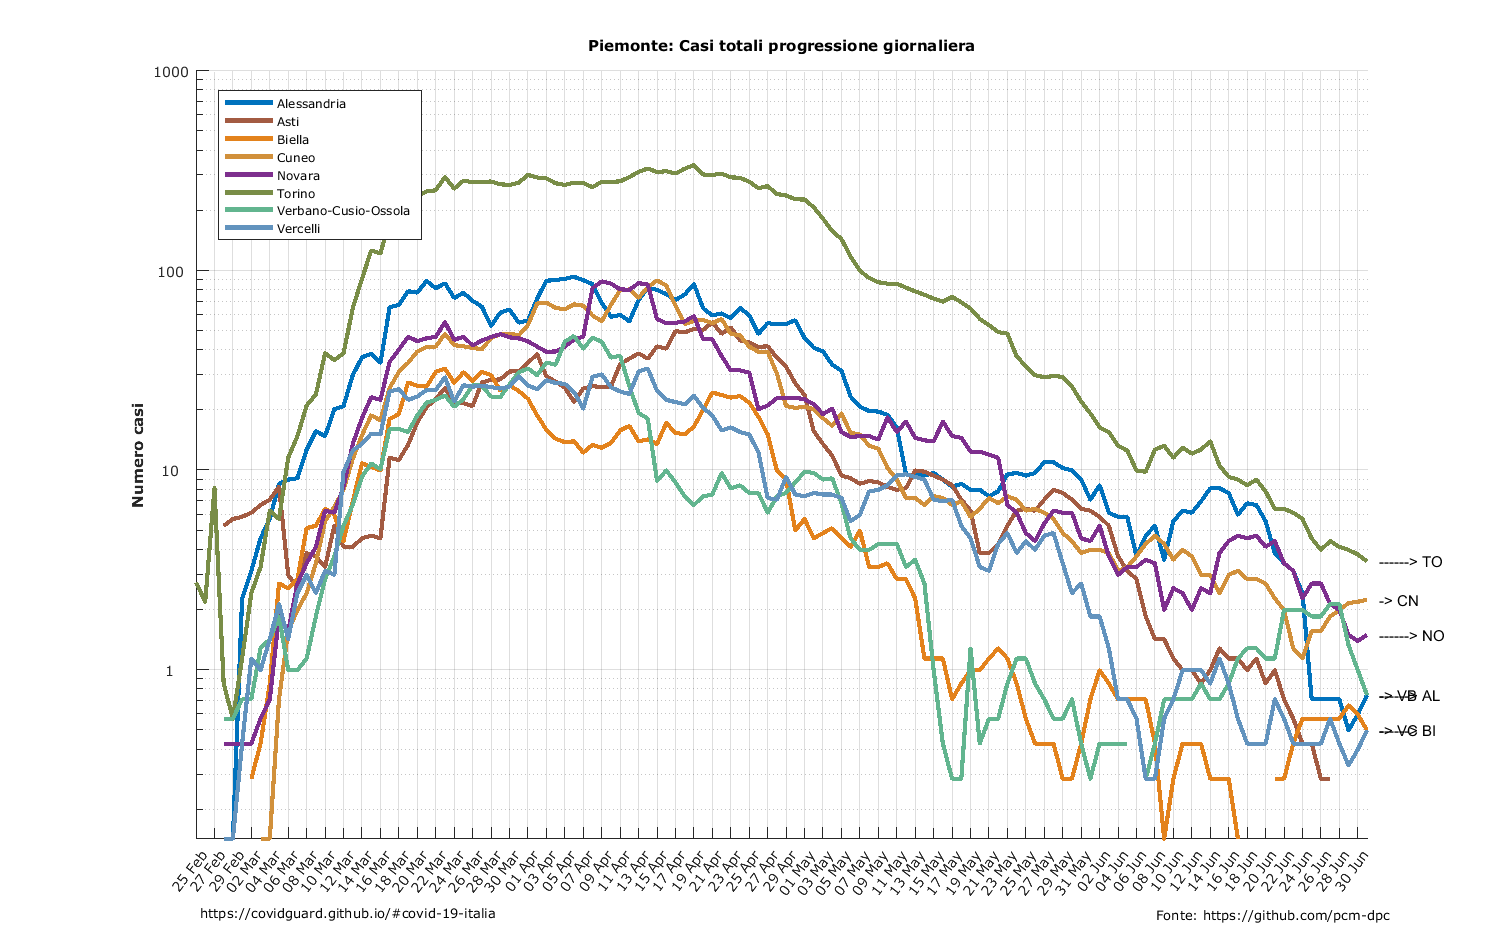 Piemonte: Casi totali progressione giornaliera
1000
100
10
1
Numero casi
Alessandria
Asti
Biella
Cuneo
Novara
Torino
Verbano-Cusio-Ossola
Vercelli
------> TO
-> CN
------> NO
-> VB AL
-> VC BI
25 Feb
27 Feb
29 Feb
02 Mar
04 Mar
06 Mar
08 Mar
10 Mar
12 Mar
14 Mar
16 Mar
18 Mar
20 Mar
22 Mar
24 Mar
26 Mar
28 Mar
30 Mar
01 Apr
03 Apr
05 Apr
07 Apr
09 Apr
11 Apr
13 Apr
15 Apr
17 Apr
19 Apr
21 Apr
23 Apr
25 Apr
27 Apr
29 Apr
01 May
03 May
05 May
07 May
09 May
11 May
13 May
15 May
17 May
19 May
21 May
23 May
25 May
27 May
29 May
31 May
02 Jun
04 Jun
06 Jun
08 Jun
10 Jun
12 Jun
14 Jun
16 Jun
18 Jun
20 Jun
22 Jun
24 Jun
26 Jun
28 Jun
30 Jun
https://covidguard.github.io/#covid-19-italia
Fonte: https://github.com/pcm-dpc